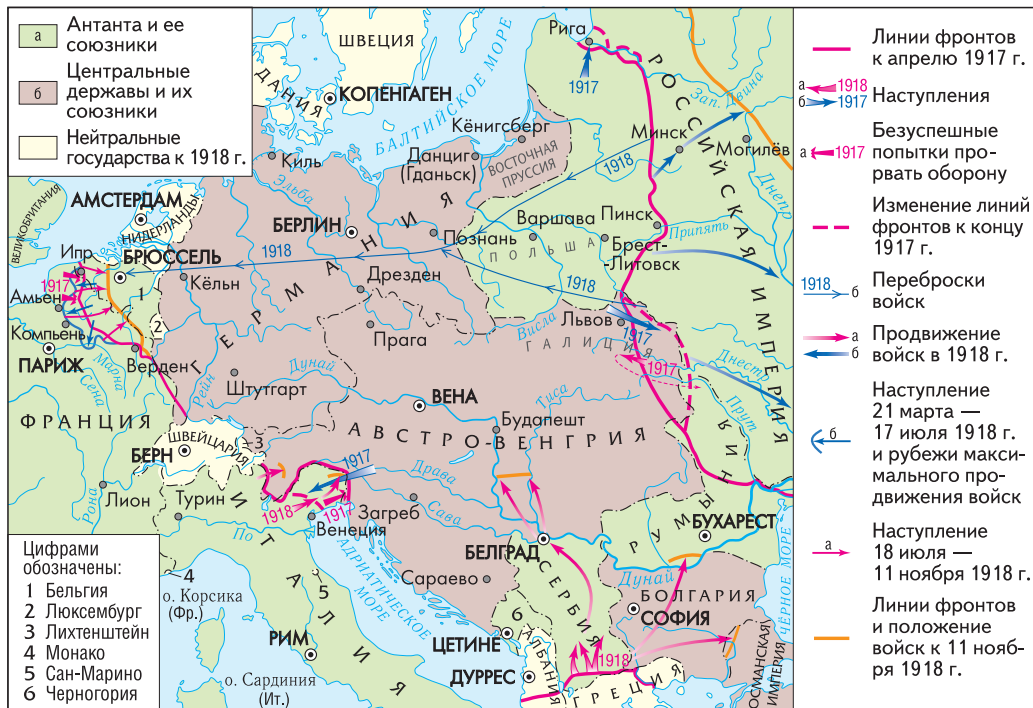 а
Антанта и ее
союзники
б
Центральные
державы и их
союзники
Нейтральные
государства к 1918 г.
ШВЕЦИЯ
ДАНИЯ
КОПЕНГАГЕН
БАЛТИЙСКОЕ МОРЕ
Рига
1917
РОССИЙСКАЯ ИМПЕРИЯ
Зап. Двина
Кёнигсберг
Минск
Могилёв
Киль
Данциг
(Гданьск)
ВОСТОЧНАЯ
ПРУССИЯ
1918
Днепр
Эльба
ВЕЛИКОБРИТАНИЯ
АМСТЕРДАМ
НИДЕРЛАНДЫ
БЕРЛИН
ГЕРМАНИЯ
Познань
Варшава
ПОЛЬША
Пинск
Припять
Брест-
-Литовск
Ипр
1917
БРЮССЕЛЬ
1
1918
Кёльн
Дрезден
1918
Амьен
Компьень
2
ПАРИЖ
Марна
Сена
Верден
Прага
Висла
Львов
1917
ГАЛИЦИЯ
1917
Днестр
Рейн
Штутгарт
Дунай
ВЕНА
Тиса
Прут
ФРАНЦИЯ
БЕРН
ШВЕЙЦАРИЯ
3
АВСТРО-ВЕНГРИЯ
Будапешт
РУМЫНИЯ
Рона
Лион
Турин
По
1917
1918
1917
Венеция
Драва
Загреб
Сава
БЕЛГРАД
БУХАРЕСТ
ИТАЛИЯ
АДРИАТИЧЕСКОЕ
МОРЕ
Сараево
СЕРБИЯ
Дунай
БОЛГАРИЯ
СОФИЯ
ЧЁРНОЕ МОРЕ
4
о. Корсика
(Фр.)
5
6
ЦЕТИНЕ
РИМ
АЛБАНИЯ
ДУРРЕС
1918
ГРЕЦИЯ
ОСМАНСКАЯ
ИМПЕРИЯ
о. Сардиния
(Ит.)
Цифрами
обозначены:
1 Бельгия
2 Люксембург
3 Лихтенштейн
4 Монако
5 Сан-Марино
6 Черногория
Линии фронтов
к апрелю 1917 г.
а 1918
б 1917
Наступления
а 1917
Безуспешные
попытки про-
рвать оборону
Изменение линий
фронтов к концу
1917 г.
1918 б
Переброски
войск
а
б
Продвижение
войск в 1918 г.
б
Наступление
21 марта —
17 июля 1918 г.
и рубежи макси-
мального про-
движения войск
а
Наступление
18 июля —
11 ноября 1918 г.
Линии фронтов
и положение
войск к 11 нояб-
ря 1918 г.